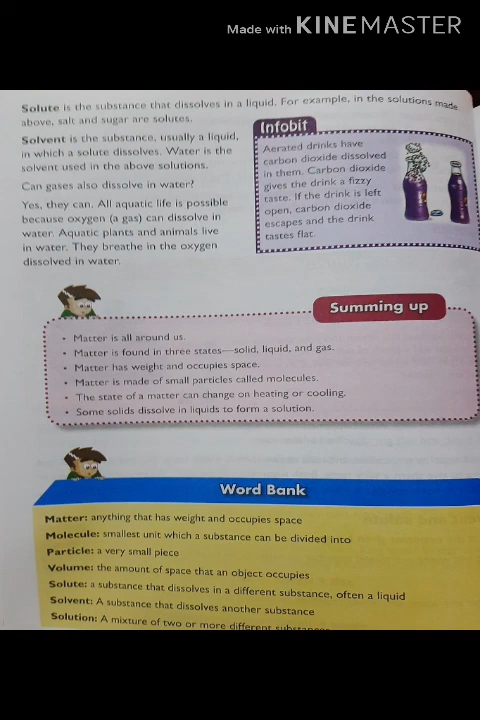 Made with KINEMASTER
Solute is the substance that dissolves in a liquid. For example, in the solutions made
above, salt and sugar are solutes.
Solvent is the substance, usually a liquid,
in which a solute dissolves. Water is the
solvent used in the above solutions.
Can gases also dissolve in water?
Yes, they can. All aquatic life is possible
because oxygen (a gas) can dissolve in
water. Aquatic plants and animals live
in water. They breathe in the oxygen
dissolved in water.
Infobit
Aerated drinks have
carbon dioxide dissolved
in them. Carbon dioxide
gives the drink a fizzy
taste. If the drink is left
open, carbon dioxide
escapes and the drink
tastes flat.
Summing up
• Matter is all around us.
• Matter is found in three states—solid, liquid, and gas.
• Matter has weight and occupies space.
• Matter is made of small particles called molecules.
• The state of a matter can change on heating or cooling.
• Some solids dissolve in liquids to form a solution.
Word Bank
Matter: anything that has weight and occupies space
Molecule: smallest unit which a substance can be divided into
Particle: a very small piece
Volume: the amount of space that an object occupies
Solute: a substance that dissolves in a different substance, often a liquid
Solvent: A substance that dissolves another substance
Solution: A mixture of two or more different